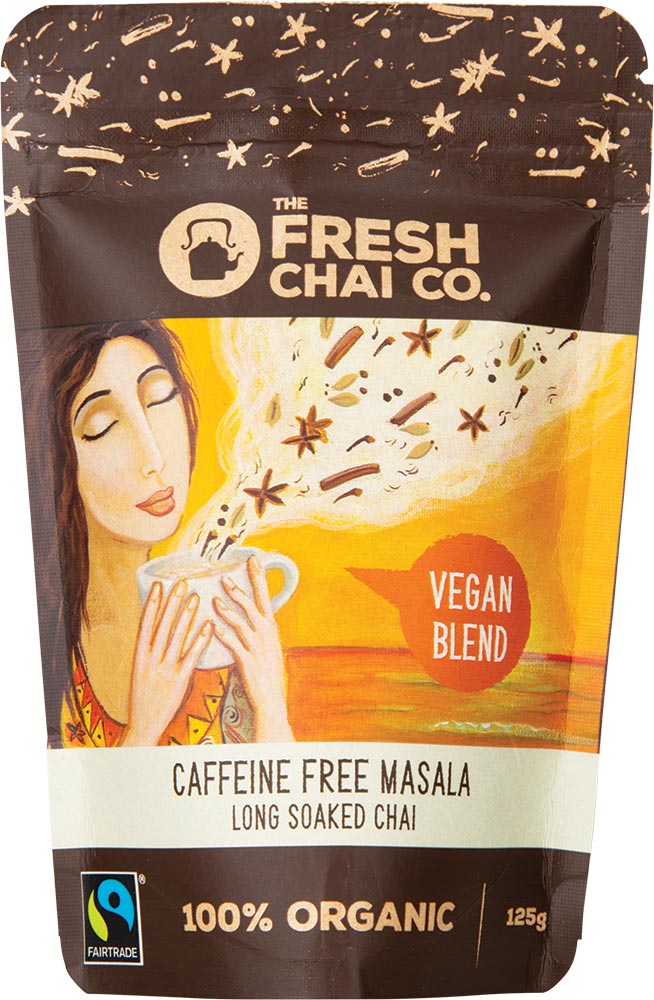 THE
FRESH
CHAI CO.
VEGAN
BLEND
CAFFEINE FREE MASALA
LONG SOAKED CHAI
FAIRTRADE
®
100% ORGANIC
125g